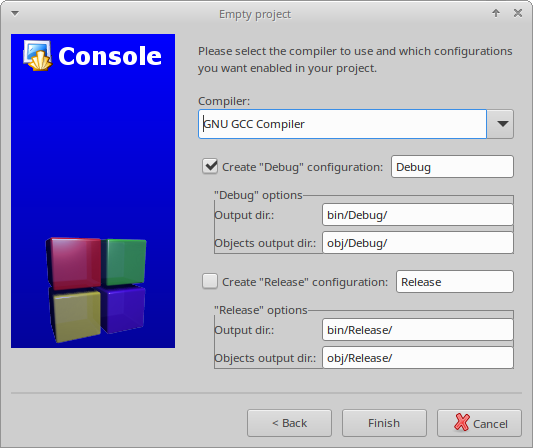 Empty project
Console
Please select the compiler to use and which configurations
you want enabled in your project.
Compiler:
GNU GCC Compiler
Create "Debug" configuration: Debug
"Debug" options
Output dir.: bin/Debug/
Objects output dir.: obj/Debug/
Create "Release" configuration: Release
"Release" options
Output dir.: bin/Release/
Objects output dir.: obj/Release/
< Back Finish Cancel